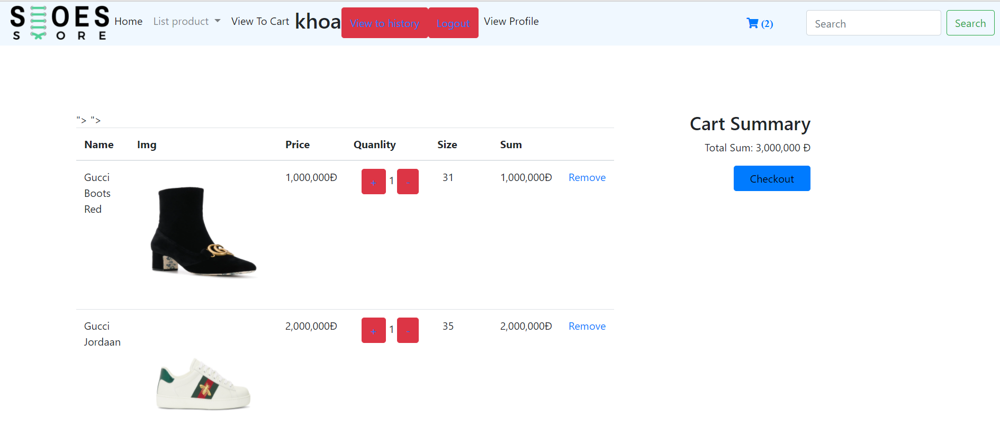 SHOES
STORE
Home List product View To Cart khoa View to history Logout View Profile (2) Search Search
"> ">
Name Img Price Quanlity Size Sum
Gucci Boots Red 1,000,000Đ + 1 - 31 1,000,000Đ Remove
Gucci Jordaan 2,000,000Đ + 1 - 35 2,000,000Đ Remove
Cart Summary
Total Sum: 3,000,000 Đ
Checkout